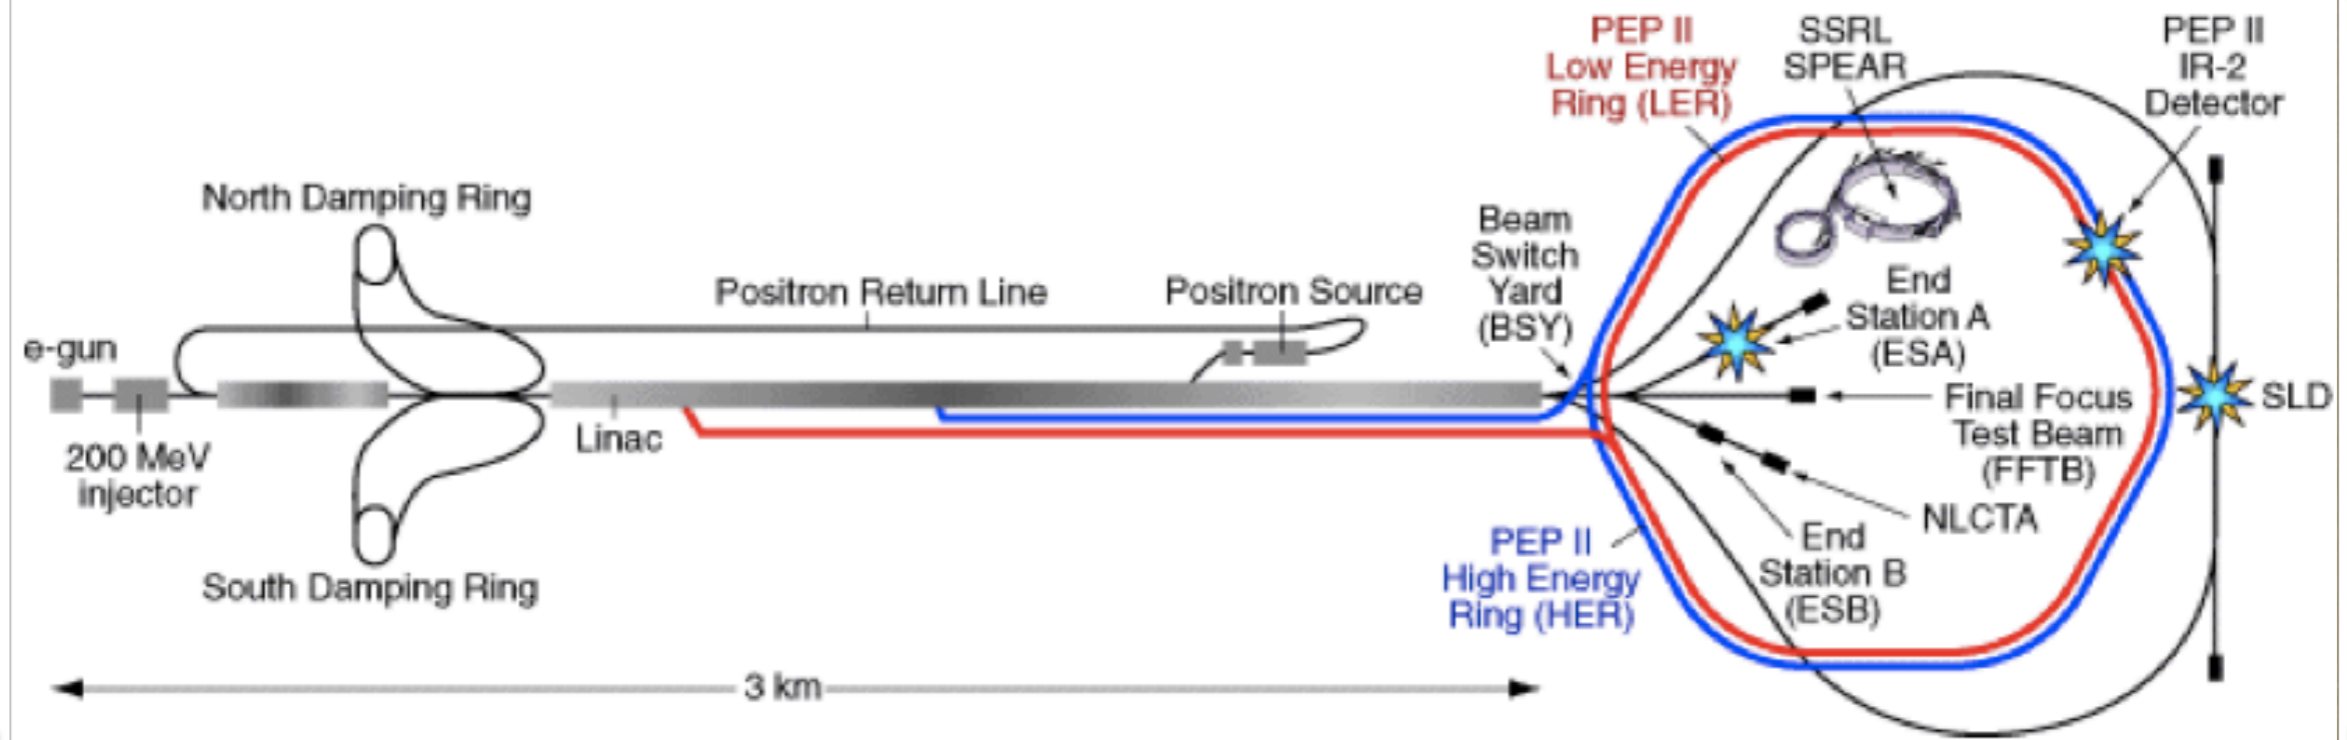 PEP II
Low Energy
Ring (LER)
SSRL
SPEAR
PEP II
IR-2
Detector
North Damping Ring
Beam
Switch
Yard
(BSY)
Positron Return Line
Positron Source
End
Station A
(ESA)
e-gun
SLD
Final Focus
Test Beam
(FFTB)
200 MeV
injector
Linac
NLCTA
End
Station B
(ESB)
PEP II
High Energy
Ring (HER)
South Damping Ring
3 km